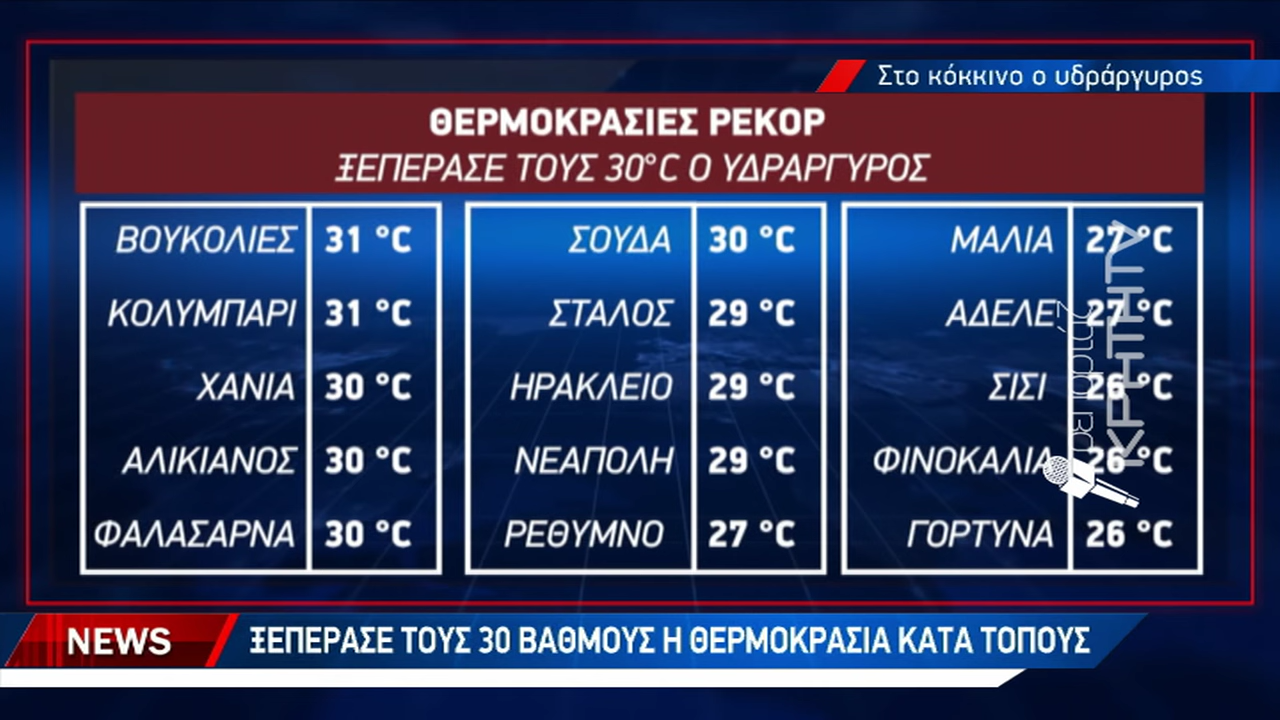 Στο κόκκινο ο υδράργυρος
ΘΕΡΜΟΚΡΑΣΙΕΣ ΡΕΚΟΡ
ΞΕΠΕΡΑΣΕ ΤΟΥΣ 30°C Ο ΥΔΡΑΡΓΥΡΟΣ
ΒΟΥΚΟΛΙΕΣ 31 °C
ΚΟΛΥΜΠΑΡΙ 31 °C
ΧΑΝΙΑ 30 °C
ΑΛΙΚΙΑΝΟΣ 30 °C
ΦΑΛΑΣΑΡΝΑ 30 °C
ΣΟΥΔΑ 30 °C
ΣΤΑΛΟΣ 29 °C
ΗΡΑΚΛΕΙΟ 29 °C
ΝΕΑΠΟΛΗ 29 °C
ΡΕΘΥΜΝΟ 27 °C
ΜΑΛΙΑ 27 °C
ΑΔΕΛΕ 27 °C
ΣΙΣΙ 26 °C
ΦΙΝΟΚΑΛΙΑ 26 °C
ΓΟΡΤΥΝΑ 26 °C
ΚΡΗΤΗTV
NEWS
ΞΕΠΕΡΑΣΕ ΤΟΥΣ 30 ΒΑΘΜΟΥΣ Η ΘΕΡΜΟΚΡΑΣΙΑ ΚΑΤΑ ΤΟΠΟΥΣ